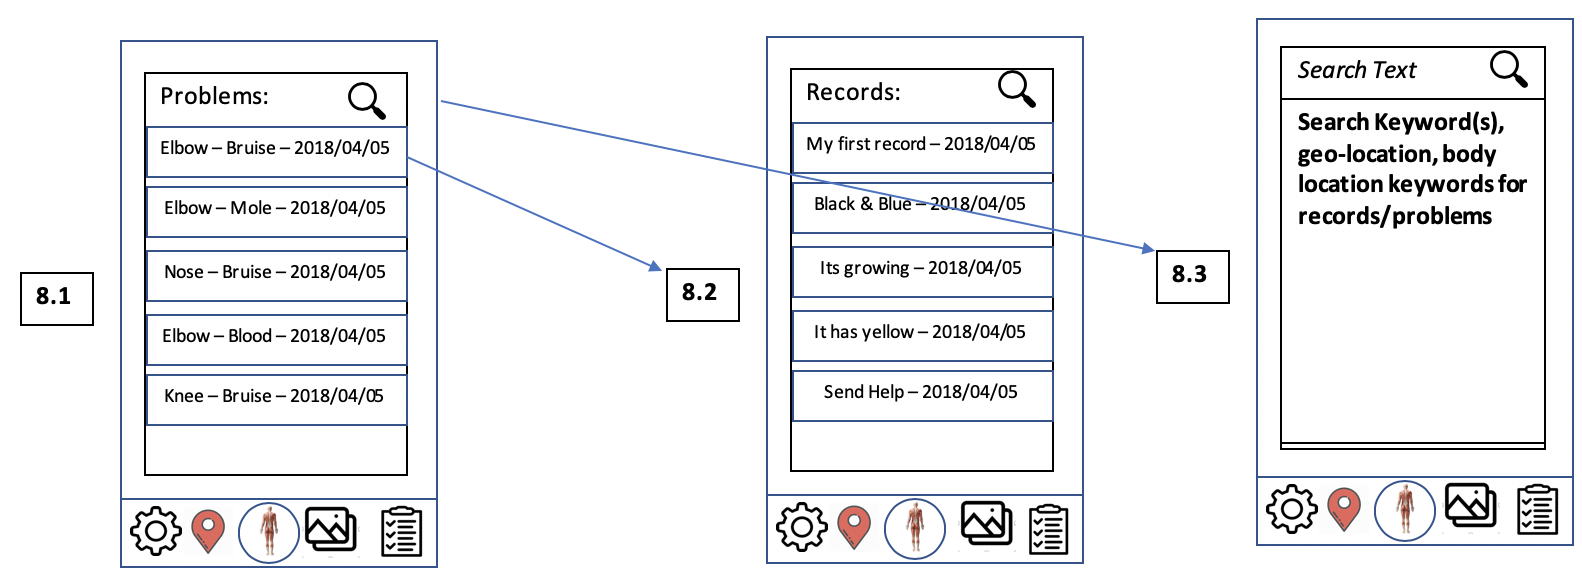 8.1
Problems:
Elbow – Bruise – 2018/04/05
Elbow – Mole – 2018/04/05
Nose – Bruise – 2018/04/05
Elbow – Blood – 2018/04/05
Knee – Bruise – 2018/04/05
8.2
Records:
My first record – 2018/04/05
Black & Blue – 2018/04/05
Its growing – 2018/04/05
It has yellow – 2018/04/05
Send Help – 2018/04/05
8.3
Search Text
Search Keyword(s),
geo-location, body
location keywords for
records/problems